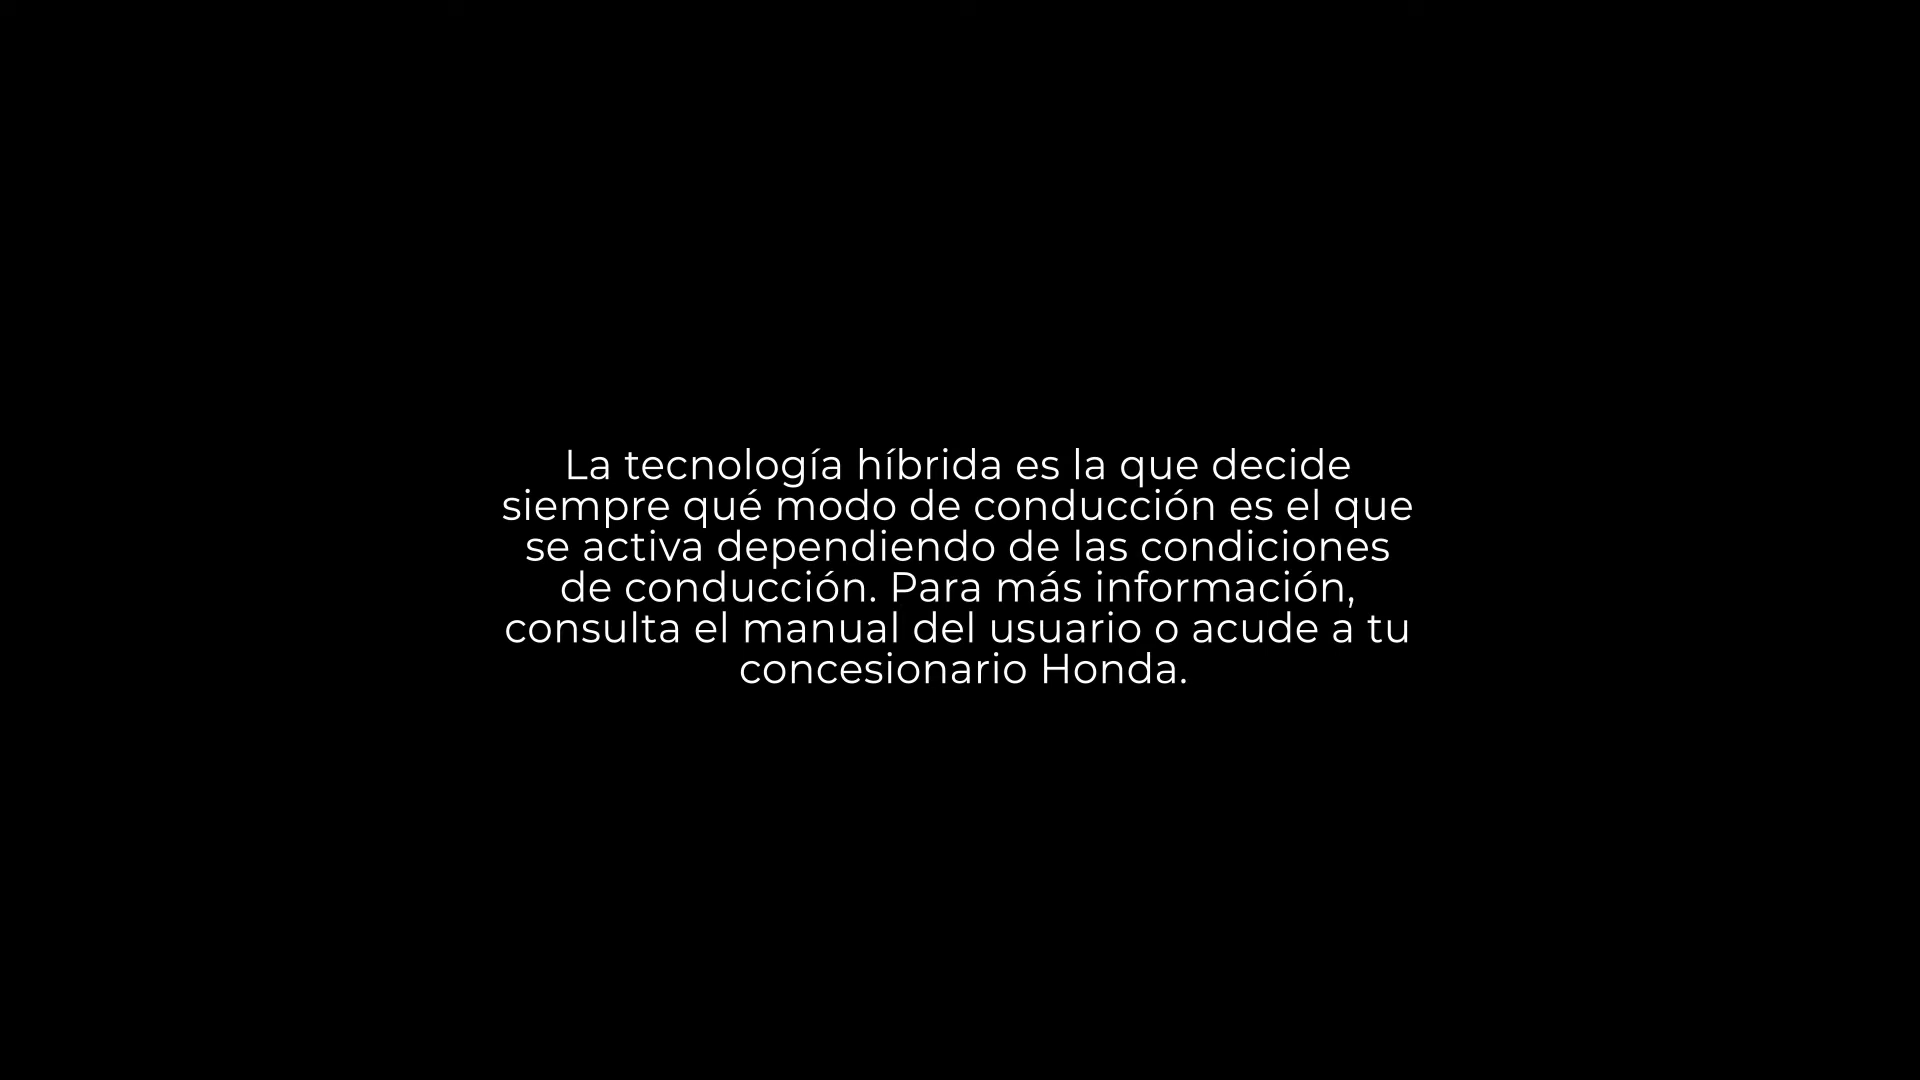 La tecnología híbrida es la que decide
siempre qué modo de conducción es el que
se activa dependiendo de las condiciones
de conducción. Para más información,
consulta el manual del usuario o acude a tu
concesionario Honda.